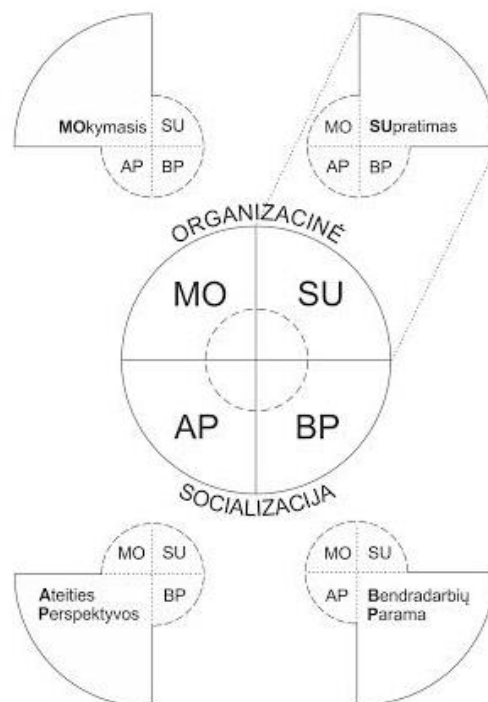 MOkymasis SU
AP BP
MO SUpratimas
AP BP
ORGANIZACINĖ
MO SU
AP BP
SOCIALIZACIJA
MO SU
BP
Ateities
Perspektyvos
MO SU
AP Bendradarbių
Parama